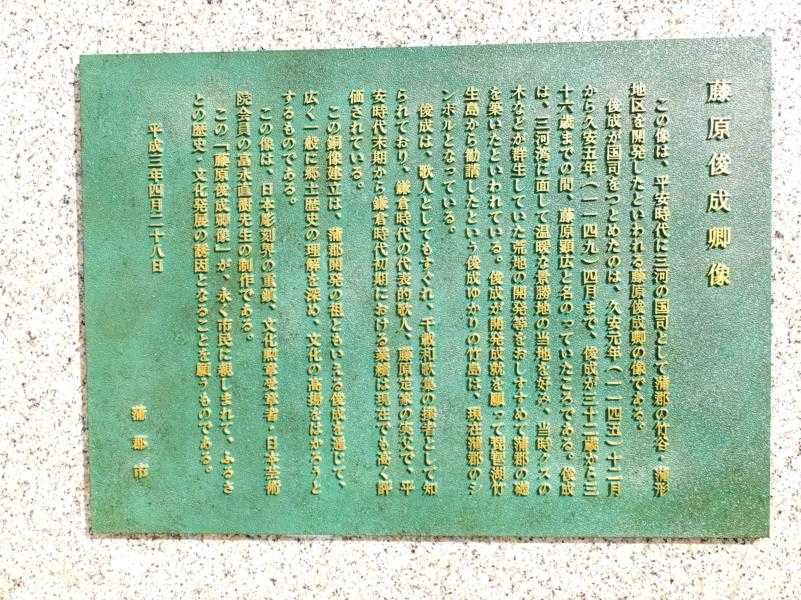 藤原俊成卿像
この像は、平安時代に三河の国司として蒲郡の竹谷・蒲形
地区を開発したといわれる藤原俊成卿の像である。
俊成が国司をつとめたのは、久安元年(一一四五)十二月
から久安五年(一一四九)四月まで、俊成が三十二歳から三
十六歳までの間、藤原顕広と名のっていたころである。俊成
は、三河湾に面して温暖な景勝地の当地を好み、当時クスの
木などが群生していた荒地の開発等をおしすすめて蒲郡の礎
を築いたといわれている。俊成が開発成就を願って琵琶湖竹
生島から勧請したという俊成ゆかりの竹島は、現在蒲郡のシ
ンボルとなっている。
俊成は、歌人としてもすぐれ、千載和歌集の撰者として知
られており、鎌倉時代の代表的歌人、藤原定家の実父で、平
安時代末期から鎌倉時代初期における業績は現在でも高く評
価されている。
この銅像建立は、蒲郡開発の祖ともいえる俊成を通じて、
広く一般に郷土歴史の理解を深め、文化の高揚をはかろうと
するものである。
この像は、日本彫刻界の重鎮、文化勲章受章者・日本芸術
院会員の富永直樹先生の制作である。
この「藤原俊成卿像」が、永く市民に親しまれて、ふるさ
との歴史・文化発展の誘因となることを願うものである。
平成三年四月二十八日
蒲郡市